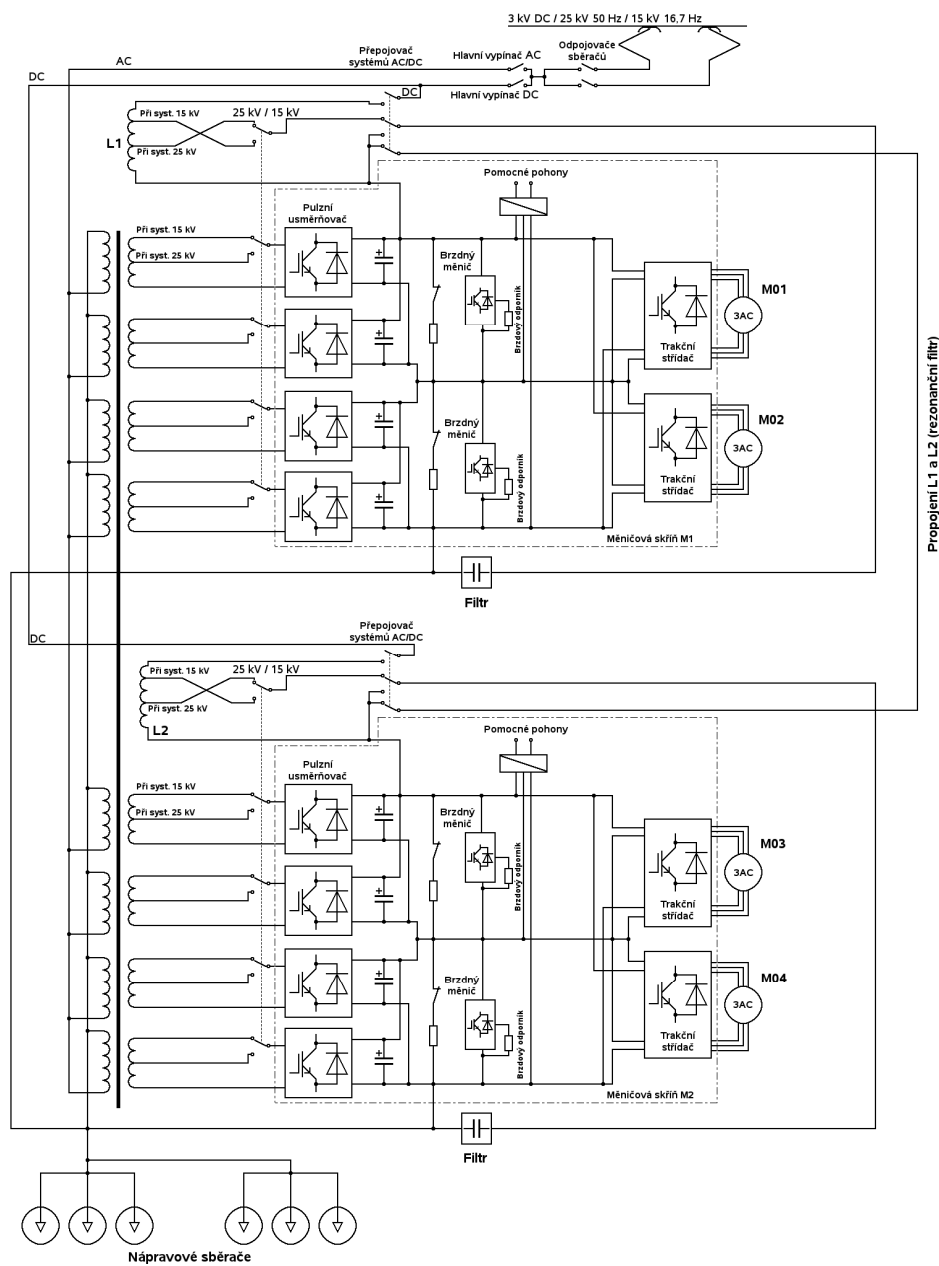 3 kV DC / 25 kV 50 Hz / 15 kV 16,7 Hz
Přepojovač
systémů AC/DC
Hlavní vypínač AC
Odpojovače
sběračů
AC
DC
DC
Hlavní vypínač DC
Při syst. 15 kV
25 kV / 15 kV
L1
Při syst. 25 kV
Pomocné pohony
Pulzní
usměrňovač
Při syst. 15 kV
Při syst. 25 kV
Brzdný
měnič
Brzdový odporník
M01
3AC
Trakční
střídač
Brzdný
měnič
Brzdový odporník
M02
3AC
Trakční
střídač
Měničová skříň M1
Propojení L1 a L2 (rezonanční filtr)
Filtr
DC
Přepojovač
systémů AC/DC
Při syst. 15 kV
25 kV / 15 kV
Při syst. 25 kV
L2
Pomocné pohony
Pulzní
usměrňovač
Při syst. 15 kV
Při syst. 25 kV
Brzdný
měnič
Brzdový odporník
M03
3AC
Trakční
střídač
Brzdný
měnič
Brzdový odporník
M04
3AC
Trakční
střídač
Měničová skříň M2
Filtr
Nápravové sběrače